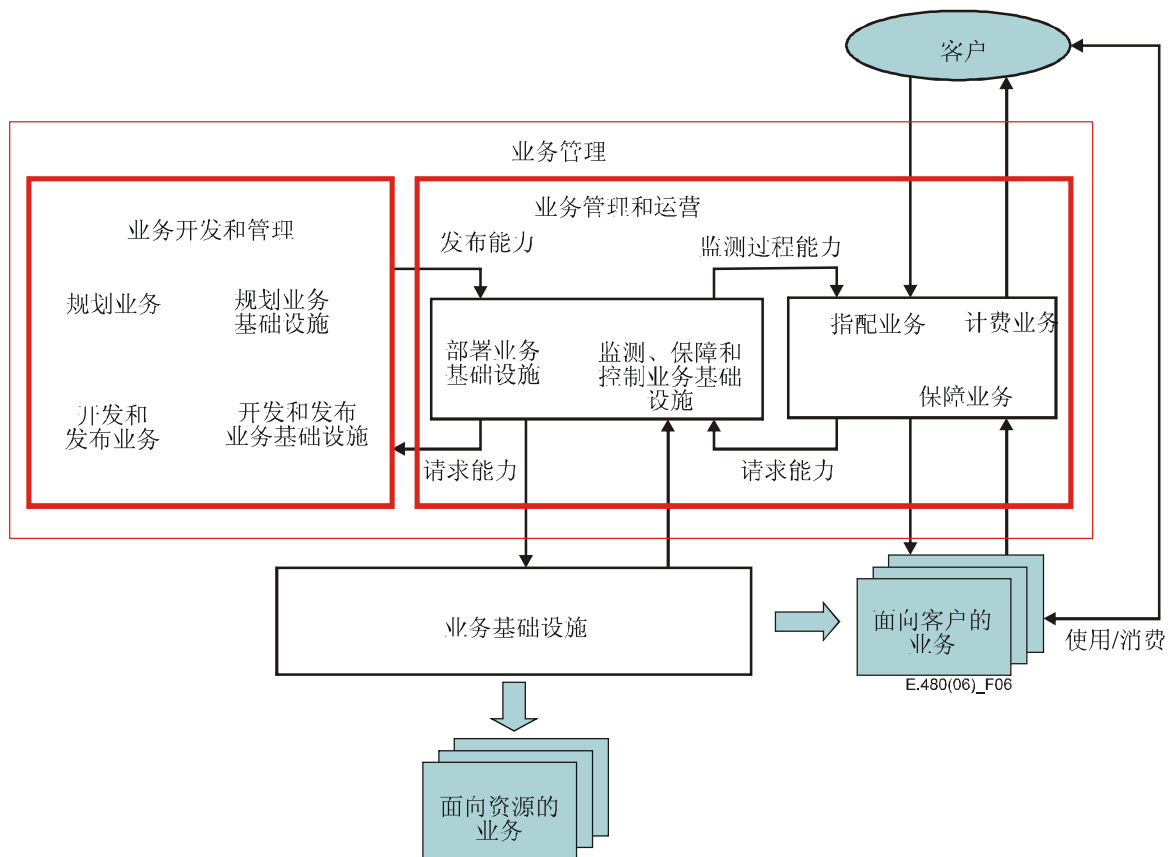 客户
业务管理
业务开发和管理
业务管理和运营
发布能力
监测过程能力
规划业务
规划业务
基础设施
开发和
发布业务
开发和发布
业务基础设施
部署业务
基础设施
监测、保障和
控制业务基础
设施
指配业务
计费业务
保障业务
请求能力
请求能力
业务基础设施
面向客户的
业务
使用/消费
E.480(06)_F06
面向资源的
业务